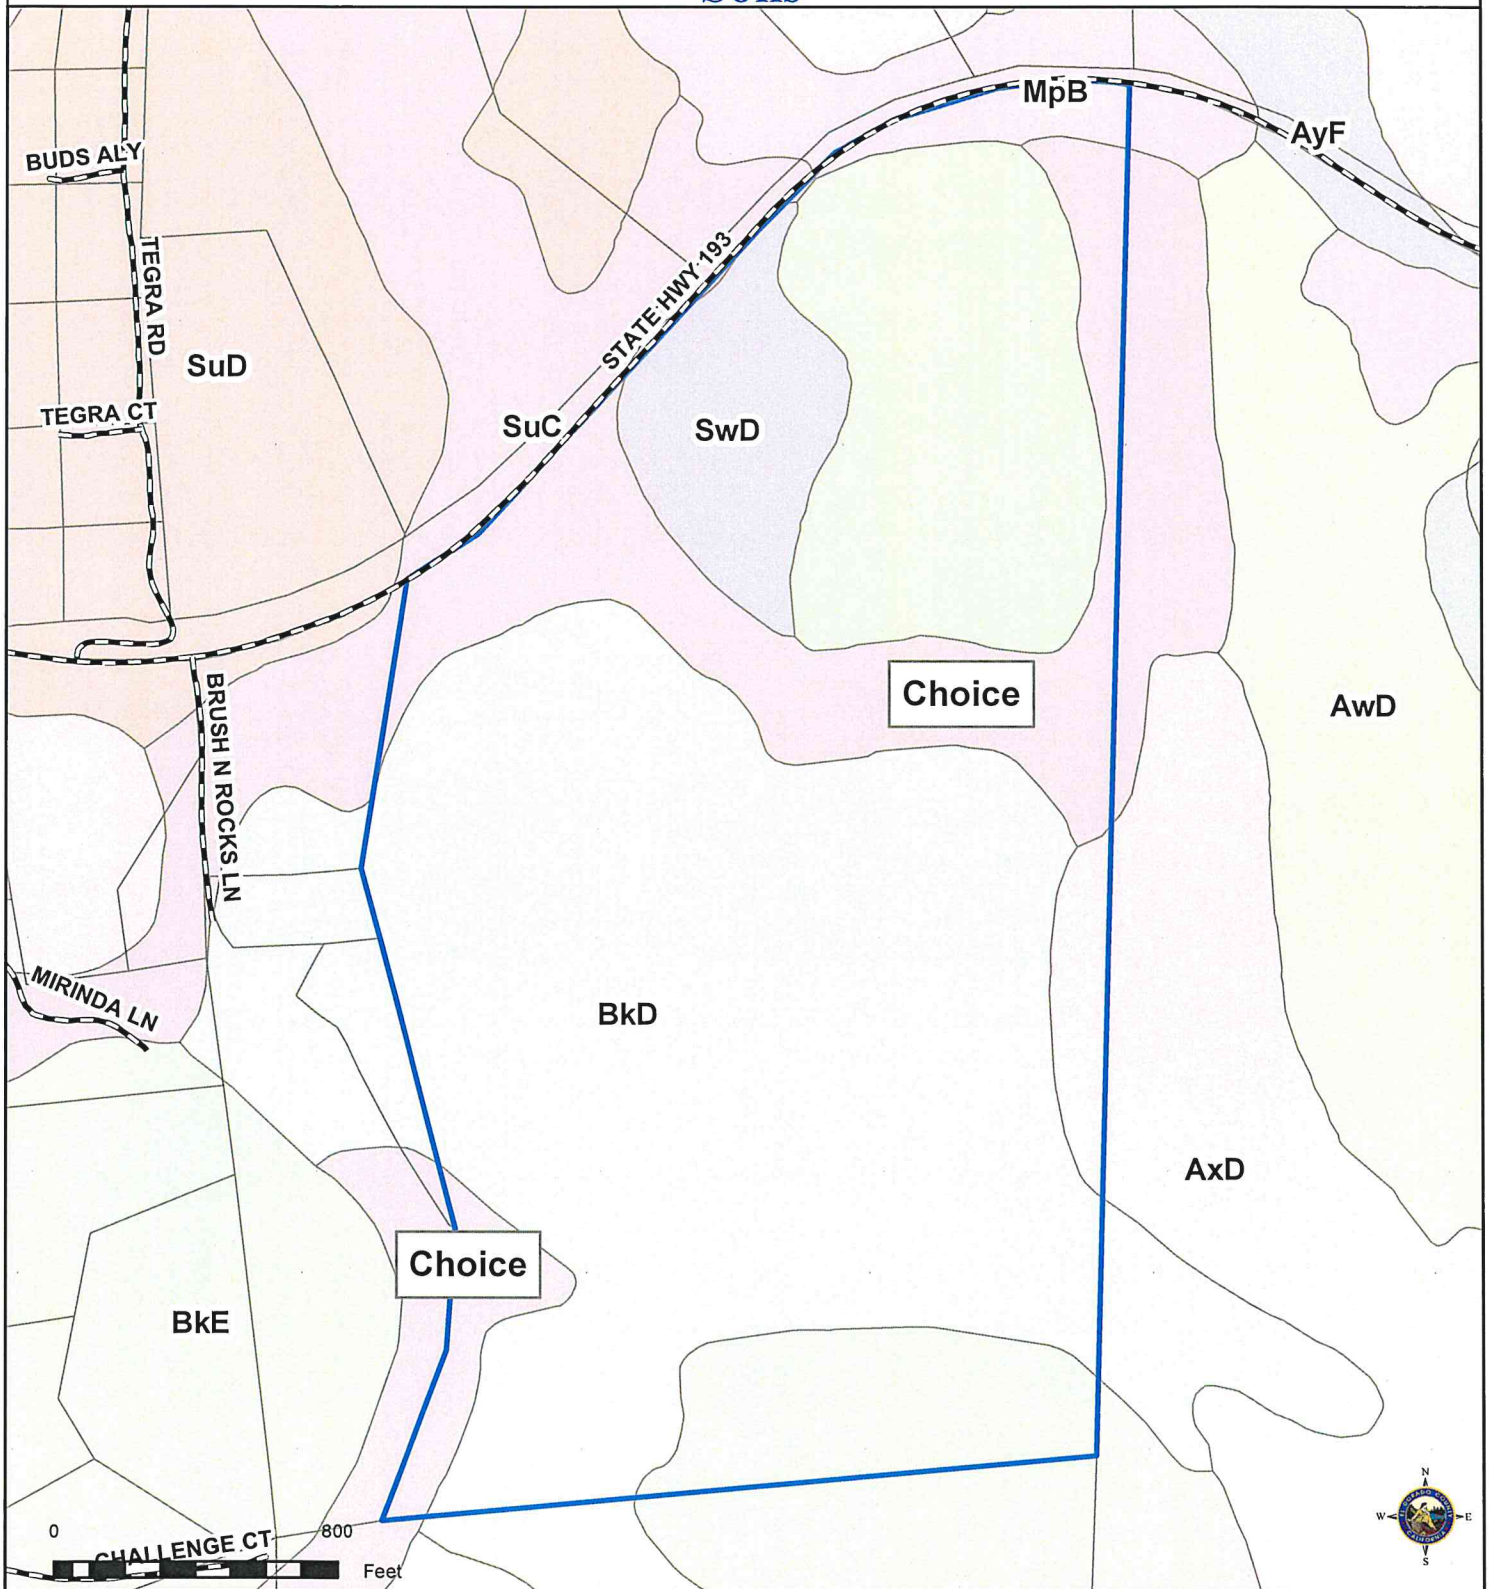 MpB
AyF
BUDS ALY
TEGRA RD
STATE HWY 193
SuD
TEGRA CT
SuC
SwD
Choice
BRUSH N ROCKS LN
AwD
MIRINDA LN
BkD
AxD
Choice
BkE
N
W
E
S
0
800
CHALLENGE CT
Feet